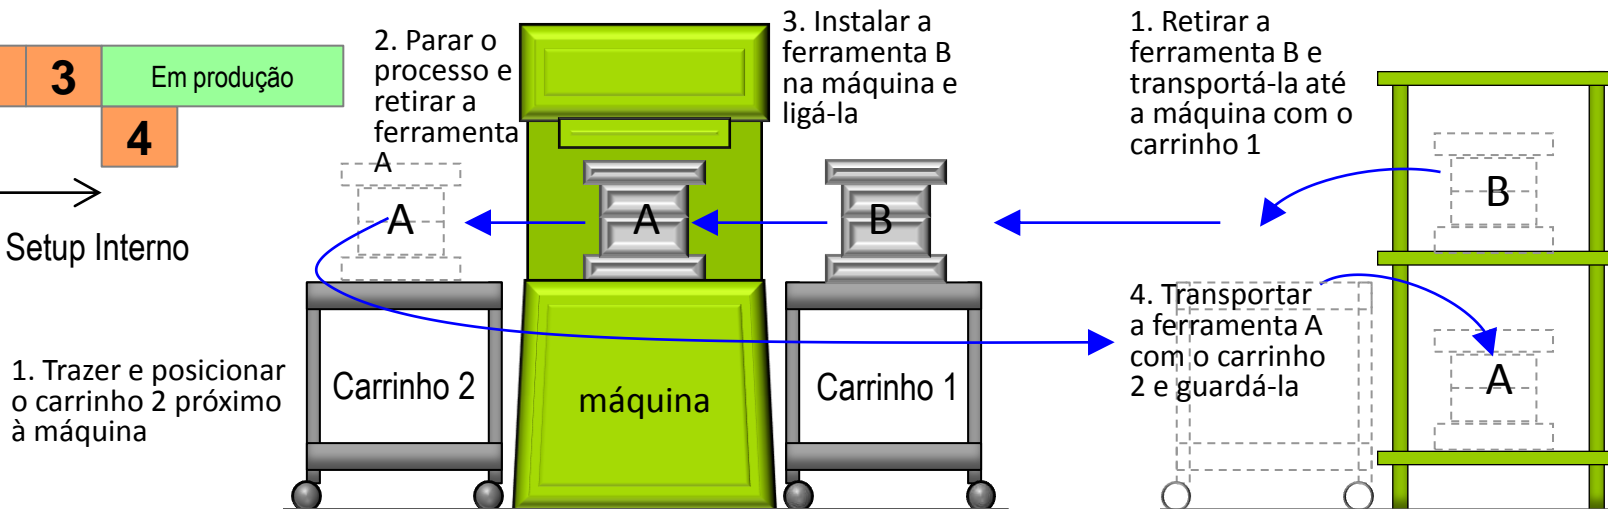 3
Em produção
4
Setup Interno
2. Parar o
processo e
retirar a
ferramenta
A
3. Instalar a
ferramenta B
na máquina e
ligá-la
1. Retirar a
ferramenta B e
transportá-la até
a máquina com o
carrinho 1
A
A
B
B
4. Transportar
a ferramenta A
com o carrinho
2 e guardá-la
A
1. Trazer e posicionar
o carrinho 2 próximo
à máquina
Carrinho 2
máquina
Carrinho 1